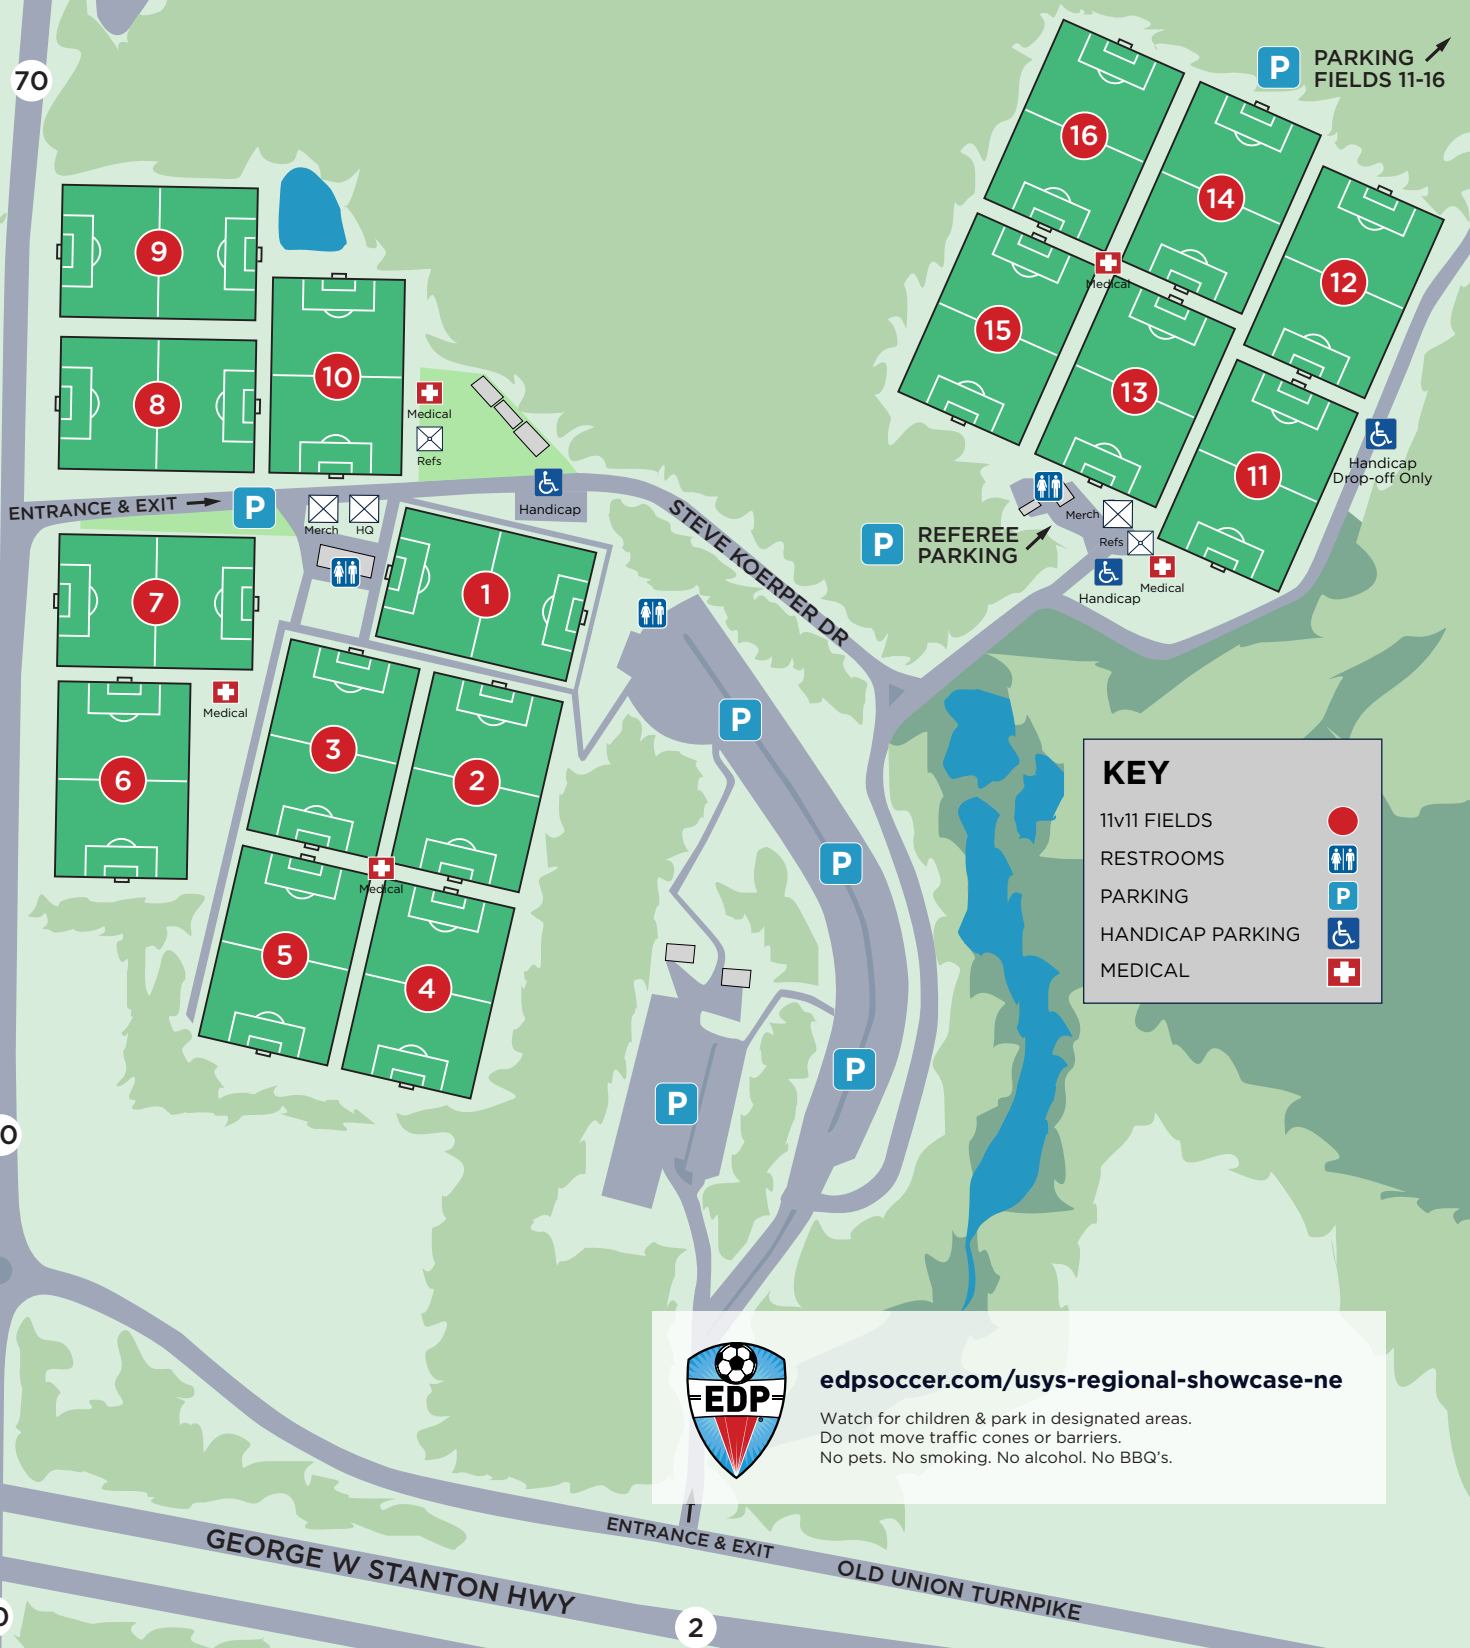 70
P
PARKING
FIELDS 11-16
16
14
12
15
13
11
Medical
9
8
10
Medical
Refs
ENTRANCE & EXIT
P
Merch
HQ
Handicap
STEVE KOERPER DR
P
REFEREE
PARKING
Merch
Refs
Handicap
Medical
Handicap
Drop-off Only
7
1
Medical
6
3
2
Medical
5
4
P
P
P
P
KEY
11v11 FIELDS
RESTROOMS
PARKING
P
HANDICAP PARKING
MEDICAL
0
EDP
edpsoccer.com/usys-regional-showcase-ne
Watch for children & park in designated areas.
Do not move traffic cones or barriers.
No pets. No smoking. No alcohol. No BBQ's.
ENTRANCE & EXIT
GEORGE W STANTON HWY
OLD UNION TURNPIKE
2